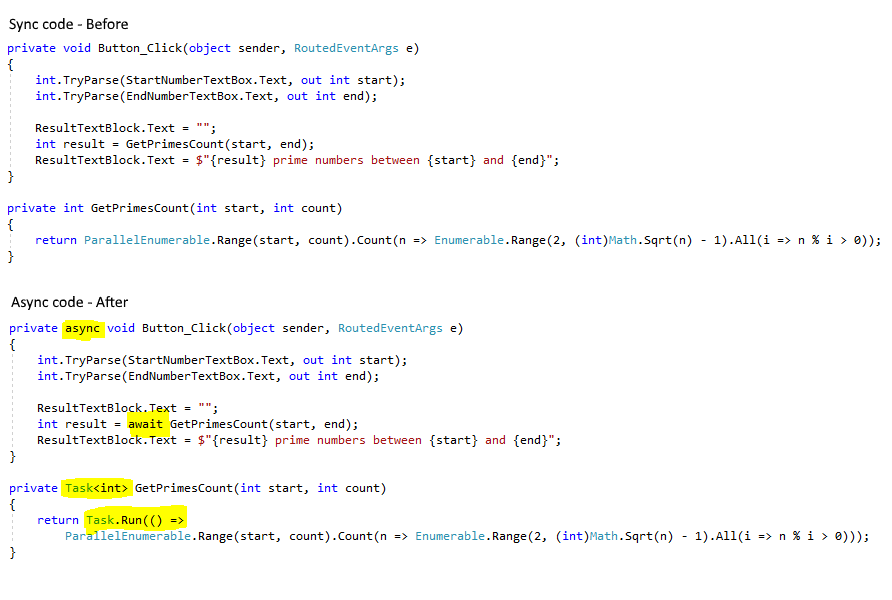 Sync code - Before
private void Button_Click(object sender, RoutedEventArgs e)
{
    int.TryParse(StartNumberTextBox.Text, out int start);
    int.TryParse(EndNumberTextBox.Text, out int end);

    ResultTextBlock.Text = "";
    int result = GetPrimesCount(start, end);
    ResultTextBlock.Text = $"{result} prime numbers between {start} and {end}";
}

private int GetPrimesCount(int start, int count)
{
    return ParallelEnumerable.Range(start, count).Count(n => Enumerable.Range(2, (int)Math.Sqrt(n) - 1).All(i => n % i > 0));
}

Async code - After
private async void Button_Click(object sender, RoutedEventArgs e)
{
    int.TryParse(StartNumberTextBox.Text, out int start);
    int.TryParse(EndNumberTextBox.Text, out int end);

    ResultTextBlock.Text = "";
    int result = await GetPrimesCount(start, end);
    ResultTextBlock.Text = $"{result} prime numbers between {start} and {end}";
}

private Task<int> GetPrimesCount(int start, int count)
{
    return Task.Run(() =>
        ParallelEnumerable.Range(start, count).Count(n => Enumerable.Range(2, (int)Math.Sqrt(n) - 1).All(i => n % i > 0)));
}